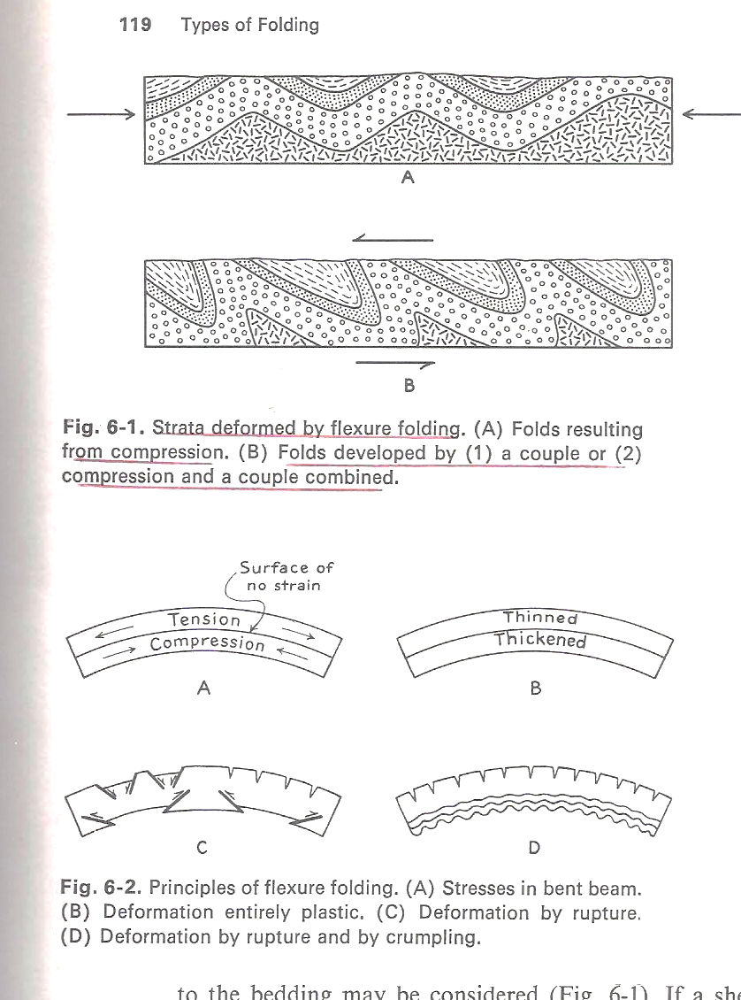 119 Types of Folding
A
B
Fig. 6-1. Strata deformed by flexure folding. (A) Folds resulting
from compression. (B) Folds developed by (1) a couple or (2)
compression and a couple combined.
Surface of
no strain
Tension
Compression
A
Thinned
Thickened
B
C
D
Fig. 6-2. Principles of flexure folding. (A) Stresses in bent beam.
(B) Deformation entirely plastic. (C) Deformation by rupture.
(D) Deformation by rupture and by crumpling.
to the bedding may be considered (Fig. 6-1). If a